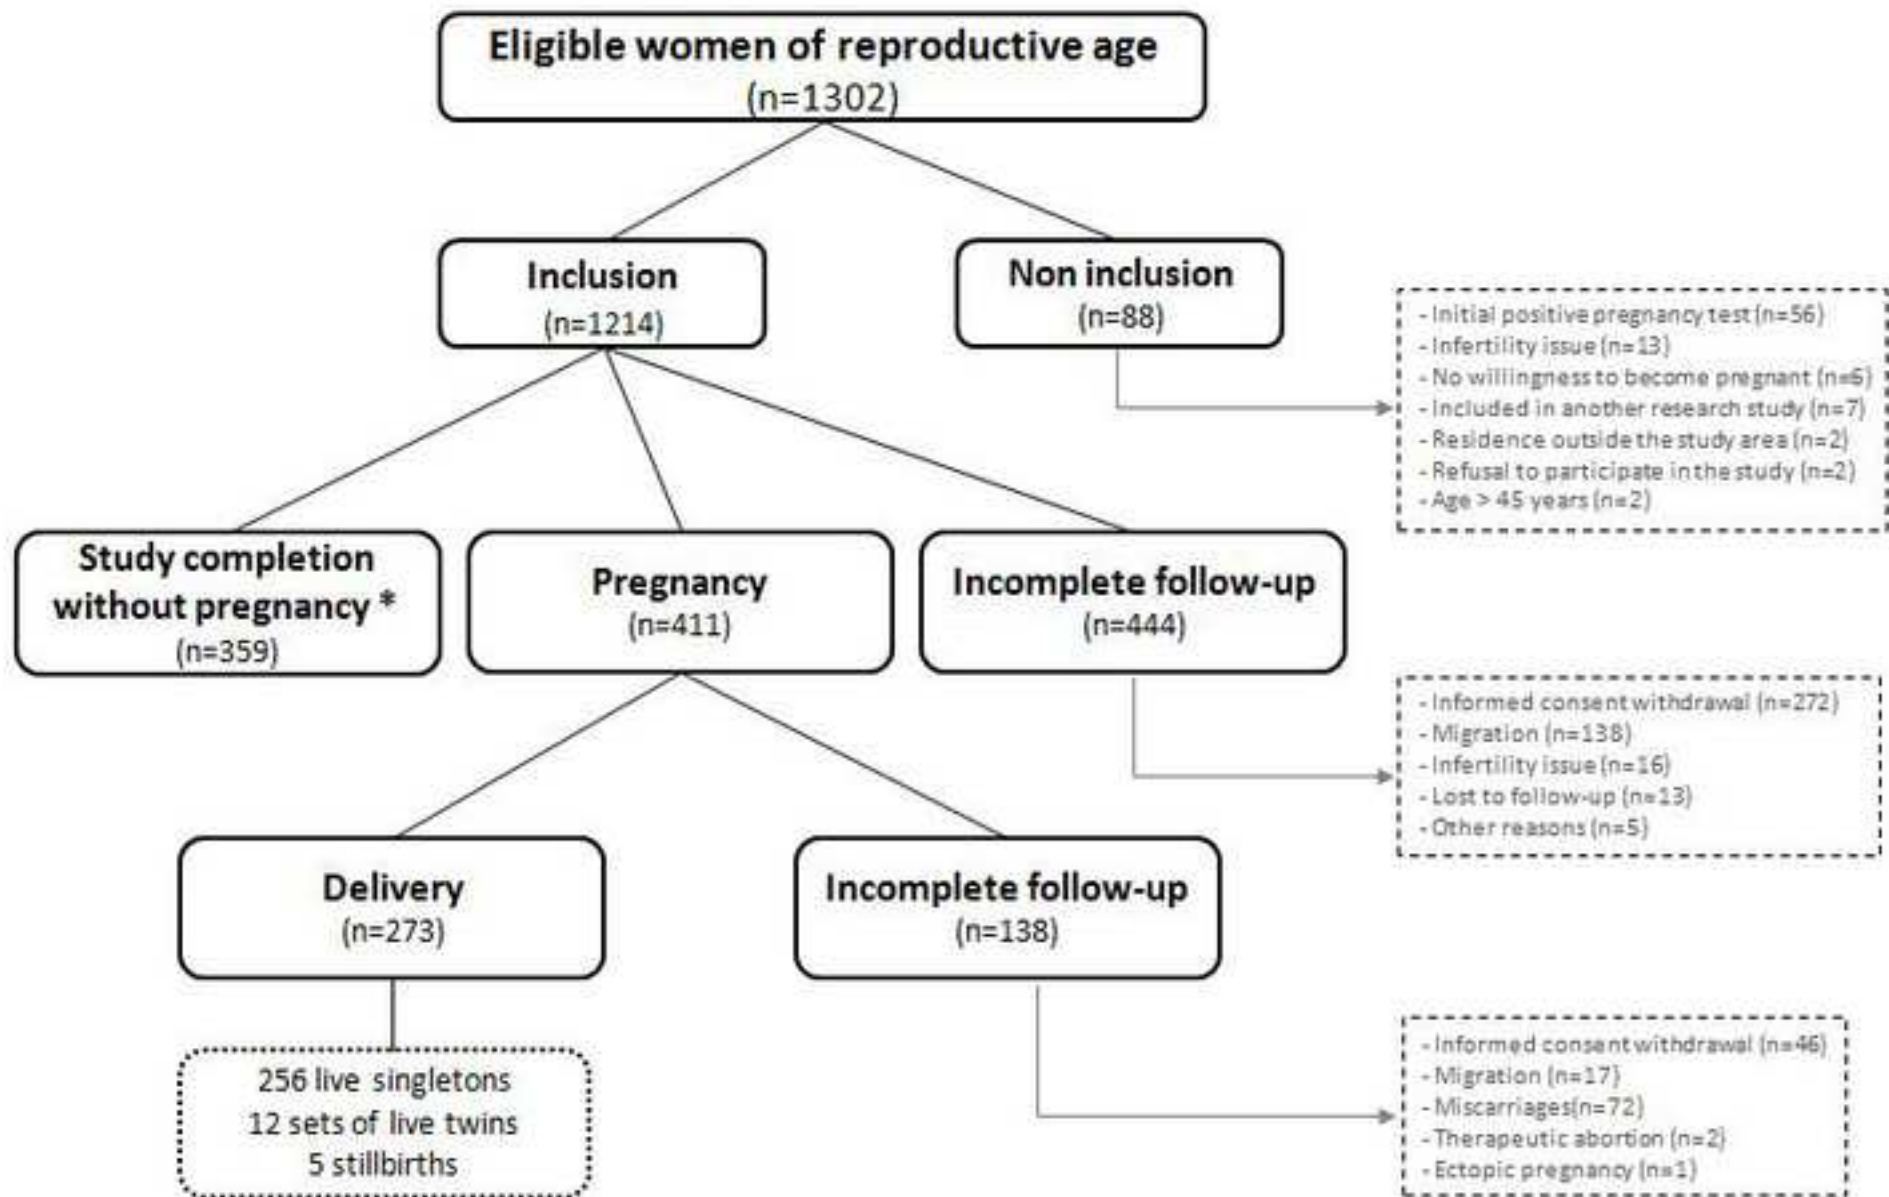 Eligible women of reproductive age
(n=1302)
Inclusion
(n=1214)
Non inclusion
(n=88)
- Initial positive pregnancy test (n=56)
- Infertility issue (n=13)
- No willingness to become pregnant (n=6)
- Included in another research study (n=7)
- Residence outside the study area (n=2)
- Refusal to participate in the study (n=2)
- Age > 45 years (n=2)
Study completion
without pregnancy *
(n=359)
Pregnancy
(n=411)
Incomplete follow-up
(n=444)
- Informed consent withdrawal (n=272)
- Migration (n=138)
- Infertility issue (n=16)
- Lost to follow-up (n=13)
- Other reasons (n=5)
Delivery
(n=273)
Incomplete follow-up
(n=138)
256 live singletons
12 sets of live twins
5 stillbirths
- Informed consent withdrawal (n=46)
- Migration (n=17)
- Miscarriages(n=72)
- Therapeutic abortion (n=2)
- Ectopic pregnancy (n=1)